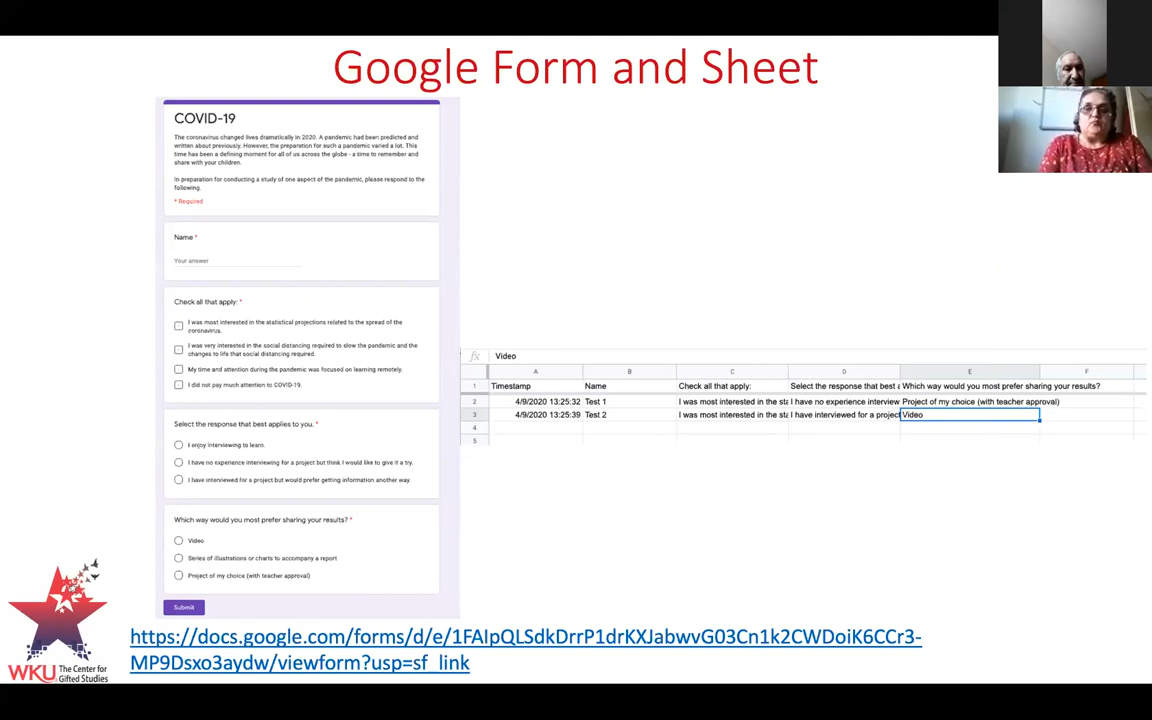 Google Form and Sheet
COVID-19
The coronavirus changed lives dramatically in 2020. A pandemic had been predicted and
written about previously. However, the preparation for such a pandemic varied a lot. This
time has been a defining moment for all of us across the globe - a time to remember and
share with your children.
In preparation for conducting a study of one aspect of the pandemic, please respond to the
following.
* Required
Name *
Your answer
Check all that apply: *
I was most interested in the statistical projections related to the spread of the
coronavirus.
I was very interested in the social distancing required to slow the pandemic and the
changes to life that social distancing required.
My time and attention during the pandemic was focused on learning remotely.
I did not pay much attention to COVID-19.
Select the response that best applies to you. *
I enjoy interviewing to learn.
I have no experience interviewing for a project but think I would like to give it a try.
I have interviewed for a project but would prefer getting information another way.
Which way would you most prefer sharing your results? *
Video
Series of illustrations or charts to accompany a report
Project of my choice (with teacher approval)
Submit
fx Video
A B C D E F
1 Timestamp Name Check all that apply: Select the response that best a Which way would you most prefer sharing your results?
2 4/9/2020 13:25:32 Test 1 I was most interested in the sta I have no experience interview Project of my choice (with teacher approval)
3 4/9/2020 13:25:39 Test 2 I was most interested in the sta I have interviewed for a project Video
4
5
https://docs.google.com/forms/d/e/1FAIpQLSdkDrrP1drKXJabwvG03Cn1k2CWDoiK6CCr3-
MP9Dsxo3aydw/viewform?usp=sf_link
WKU The Center for
Gifted Studies